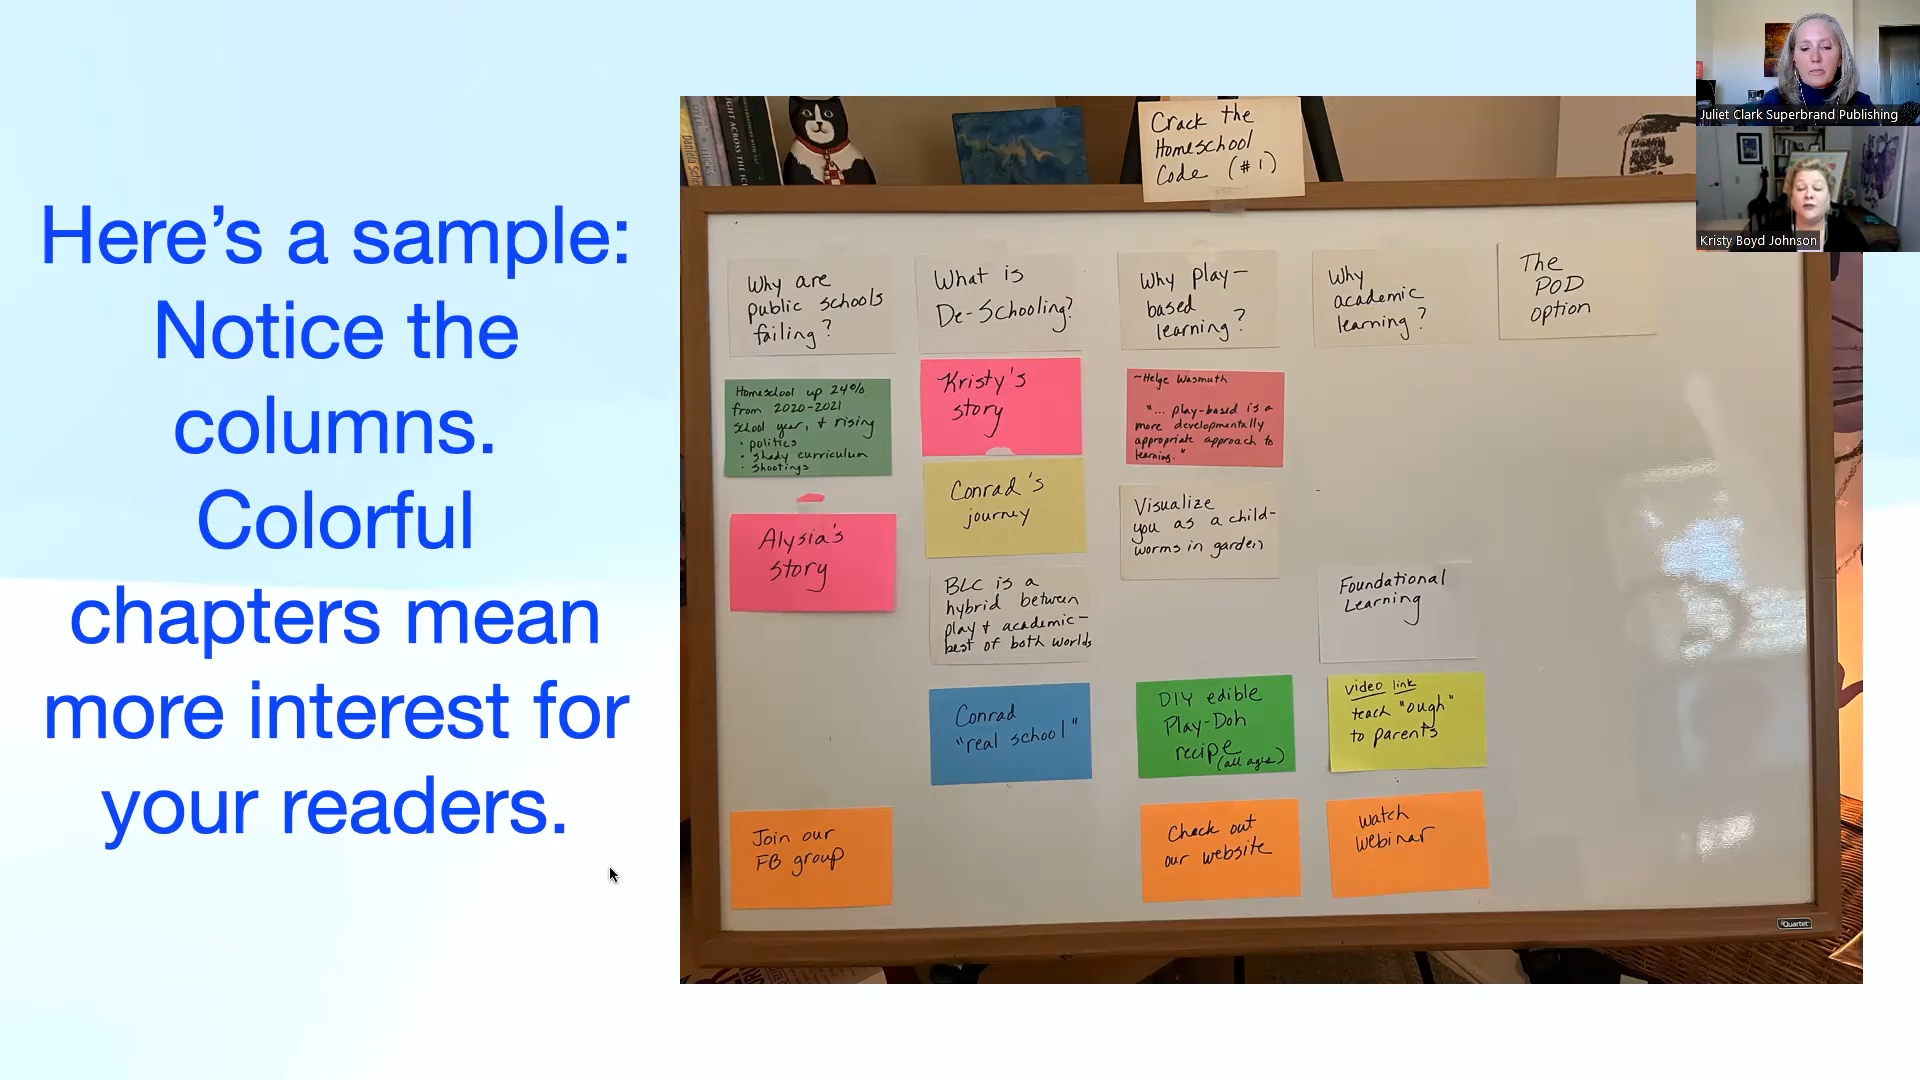 Here’s a sample:
Notice the
columns.
Colorful
chapters mean
more interest for
your readers.
Juliet Clark Superbrand Publishing
Kristy Boyd Johnson
Crack the
Homeschool
Code (#1)
Why are
public schools
failing?
Homeschool up 24%
from 2020-2021
school year, & rising
• politics
• Shady curriculum
• Shootings
Alysia's
story
Join our
FB group
What is
De-Schooling?
Kristy's
story
Conrad's
journey
BLC is a
hybrid between
play & academic-
best of both worlds
Conrad
"real school"
Why play-
based
learning?
~Helge Wasmuth
"... play-based is a
more developmentally
appropriate approach to
learning."
Visualize
you as a child-
worms in garden
DIY edible
Play-Doh
recipe
(all ages)
Check out
our website
Why
academic
learning?
Foundational
Learning
video link
teach "ough"
to parents
Watch
Webinar
The
POD
option
Quartet